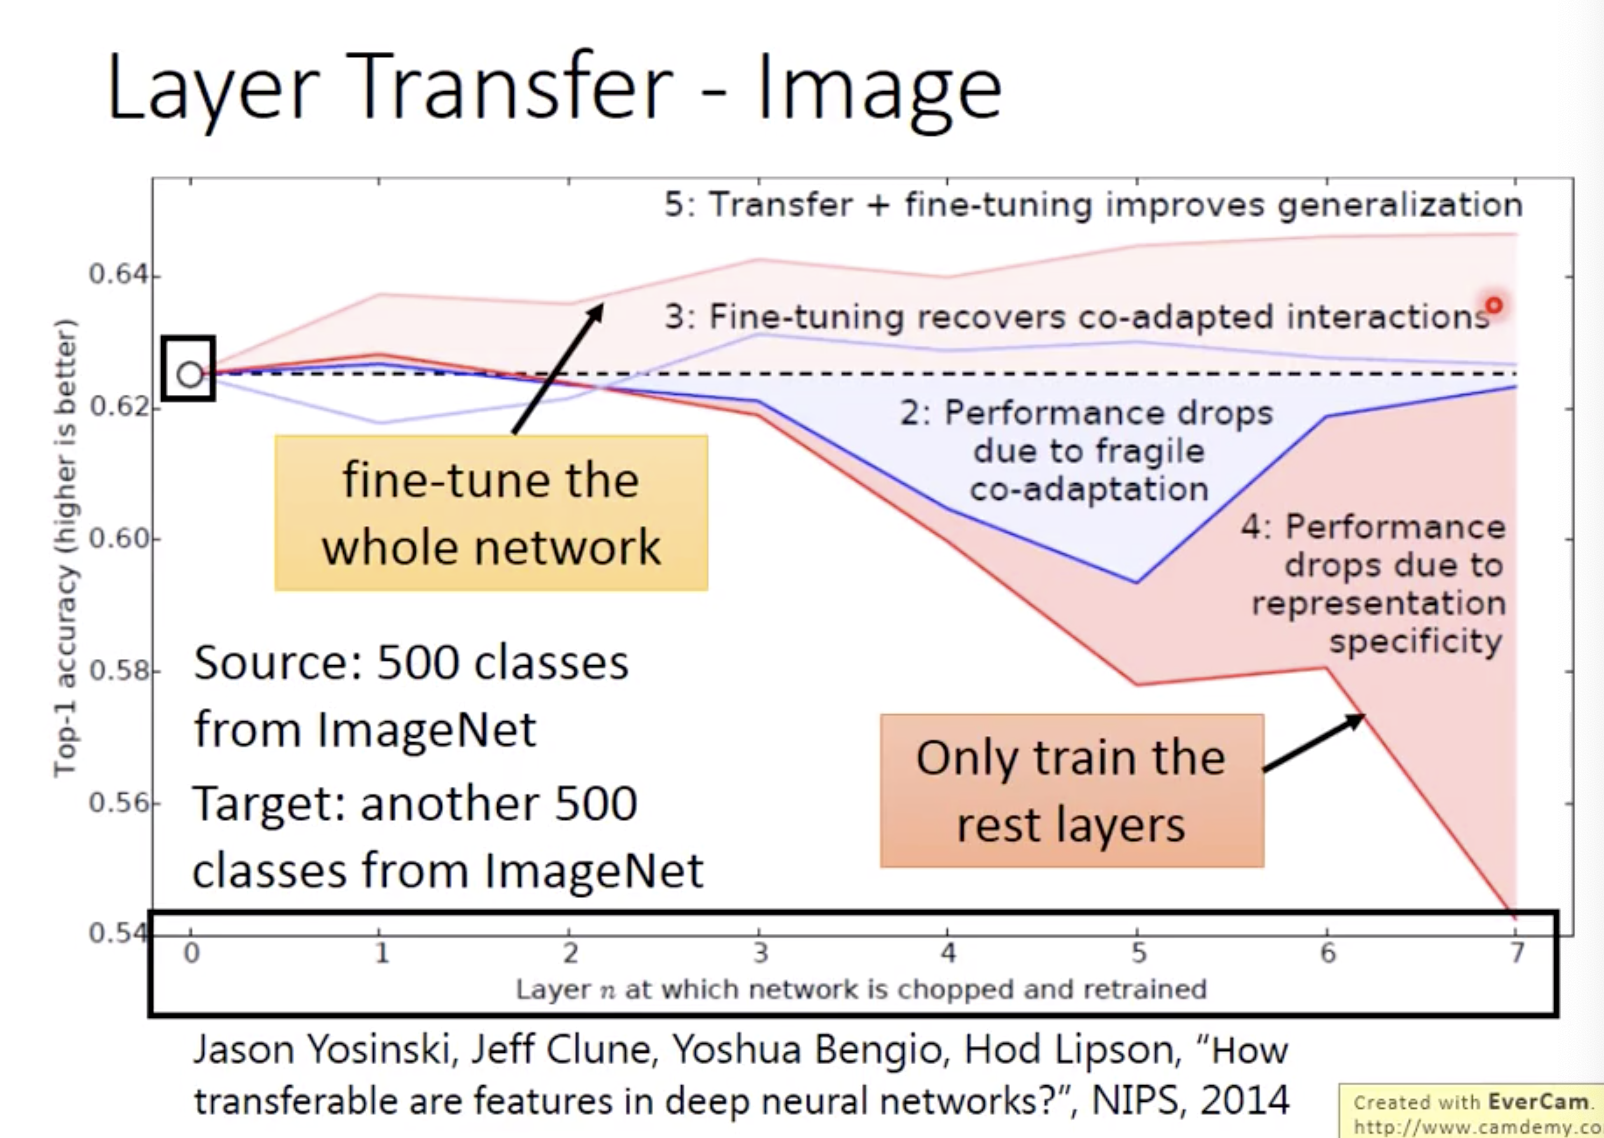 Layer Transfer - Image
5: Transfer + fine-tuning improves generalization
3: Fine-tuning recovers co-adapted interactions
2: Performance drops
due to fragile
co-adaptation
4: Performance
drops due to
representation
specificity
fine-tune the
whole network
Only train the
rest layers
Source: 500 classes
from ImageNet
Target: another 500
classes from ImageNet
Top-1 accuracy (higher is better)
0.64
0.62
0.60
0.58
0.56
0.54
0 1 2 3 4 5 6 7
Layer n at which network is chopped and retrained
Jason Yosinski, Jeff Clune, Yoshua Bengio, Hod Lipson, “How
transferable are features in deep neural networks?”, NIPS, 2014
Created with EverCam.
http://www.camdemy.co